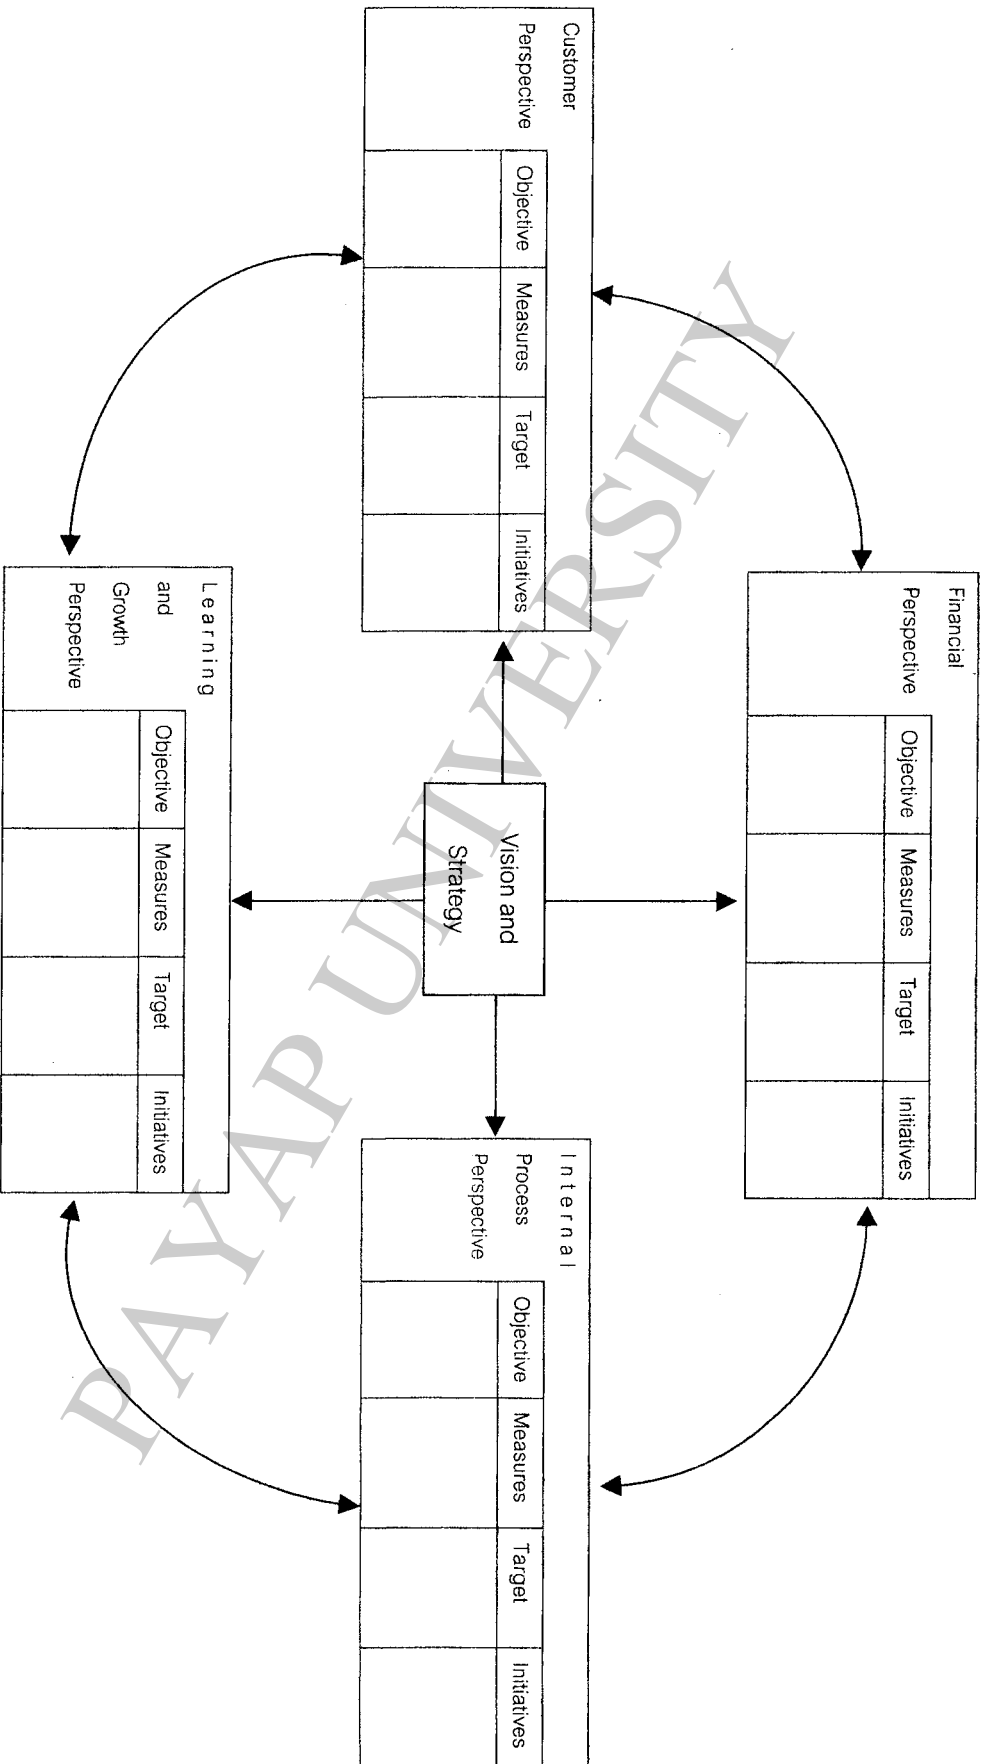 Financial
Perspective
Objective Measures Target Initiatives
Customer
Perspective
Objective Measures Target Initiatives
Vision and
Strategy
Internal
Process
Perspective
Objective Measures Target Initiatives
Learning
and
Growth
Perspective
Objective Measures Target Initiatives
PAYAP UNIVERSITY